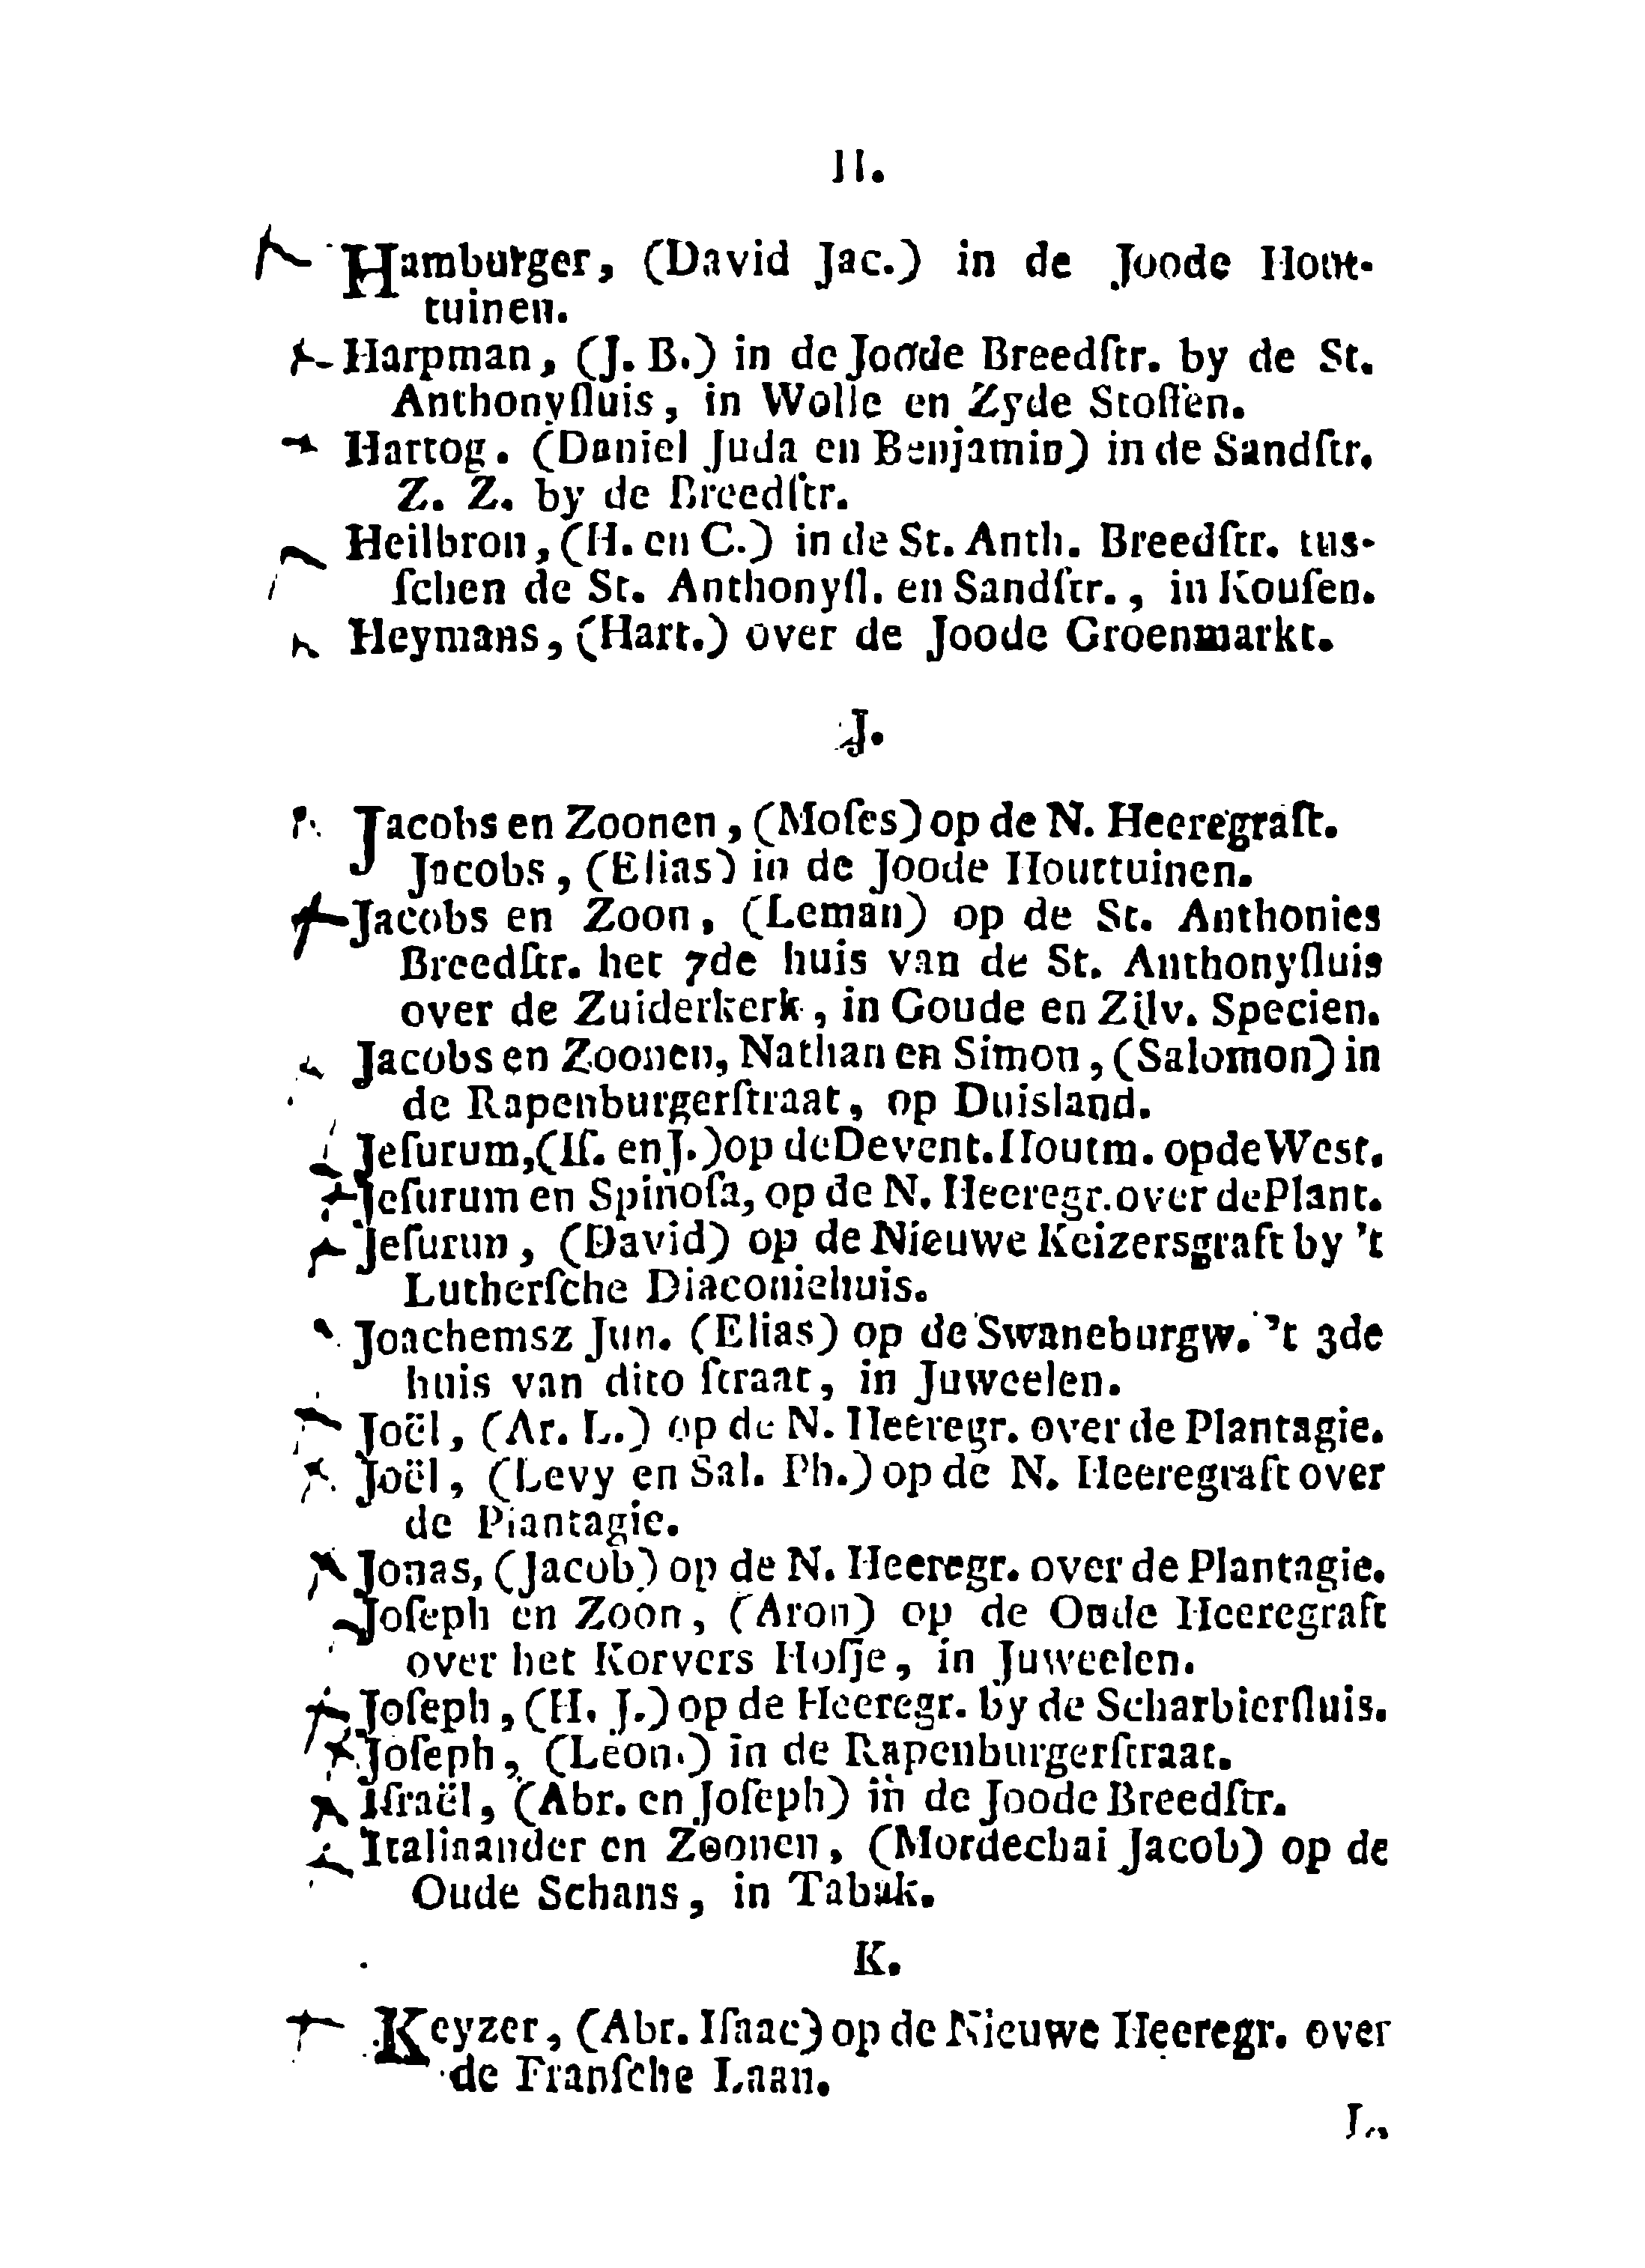 H.
Hamburger, (David Jac.) in de Joode Hout-
tuinen.
Harpman, (J. B.) in de Joode Breedſtr. by de St.
Anthonyſluis, in Wolle en Zyde Stoffen.
Hartog. (Daniel Juda en Benjamin) in de Sandſtr.
Z. Z. by de Breedſtr.
Heilbron, (H. en C.) in de St. Anth. Breedſtr. tus-
ſchen de St. Anthonyſl. en Sandſtr., in Kouſen.
Heymans, (Hart.) over de Joode Groenmarkt.
J.
Jacobs en Zoonen, (Moſes) op de N. Heeregraft.
Jacobs, (Elias) in de Joode Houttuinen.
Jacobs en Zoon, (Leman) op de St. Anthonies
Breedſtr. het 7de huis van de St. Anthonyſluis
over de Zuiderkerk, in Goude en Zilv. Specien.
Jacobs en Zoonen, Nathan en Simon, (Salomon) in
de Rapenburgerſtraat, op Duisland.
Jeſurum, (Iſ. en J.) op de Devent. Houtm. op de West.
Jeſurum en Spinoſa, op de N. Heeregr. over de Plant.
Jeſurun, (David) op de Nieuwe Keizersgraft by 't
Lutherſche Diaconiehuis.
Joachemsz Jun. (Elias) op de Swaneburgw. 't 3de
huis van dito ſtraat, in Juweelen.
Joël, (Ar. L.) op de N. Heeregr. over de Plantagie.
Joël, (Levy en Sal. Ph.) op de N. Heeregraft over
de Plantagie.
Jonas, (Jacob) op de N. Heeregr. over de Plantagie.
Joſeph en Zoon, (Aron) op de Oude Heeregraft
over het Korvers Hofje, in Juweelen.
Joſeph, (H. J.) op de Heeregr. by de Scharbierſluis.
Joſeph, (Leon.) in de Rapenburgerſtraat.
Iſraël, (Abr. en Joſeph) in de Joode Breedſtr.
Italinander en Zoonen, (Mordechai Jacob) op de
Oude Schans, in Tabak.
K.
Keyzer, (Abr. Iſaac) op de Nieuwe Heeregr. over
de Franſche Laan.
L.